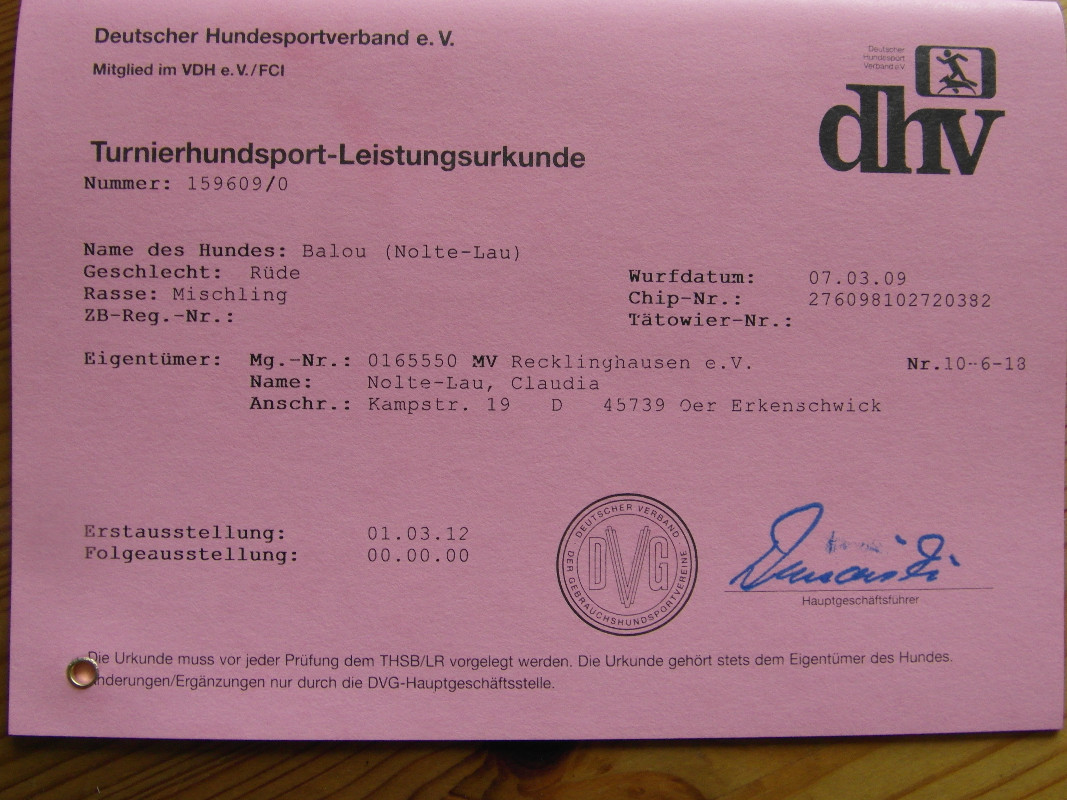 Deutscher Hundesportverband e. V.
Mitglied im VDH e. V./FCI
Deutscher
Hundesport
Verband e.V.
dhv
Turnierhundsport-Leistungsurkunde
Nummer: 159609/0
Name des Hundes: Balou (Nolte-Lau)
Geschlecht: Rüde
Wurfdatum: 07.03.09
Rasse: Mischling
Chip-Nr.: 276098102720382
ZB-Reg.-Nr.:
Tätowier-Nr.:
Eigentümer: Mg.-Nr.: 0165550 MV Recklinghausen e.V. Nr.10-6-18
Name: Nolte-Lau, Claudia
Anschr.: Kampstr. 19 D 45739 Oer Erkenschwick
Erstausstellung: 01.03.12
Folgeausstellung: 00.00.00
DEUTSCHER VERBAND
DVG
DER GEBRAUCHSHUNDSPORTVEREINE
Hauptgeschäftsführer
Die Urkunde muss vor jeder Prüfung dem THSB/LR vorgelegt werden. Die Urkunde gehört stets dem Eigentümer des Hundes.
nderungen/Ergänzungen nur durch die DVG-Hauptgeschäftsstelle.